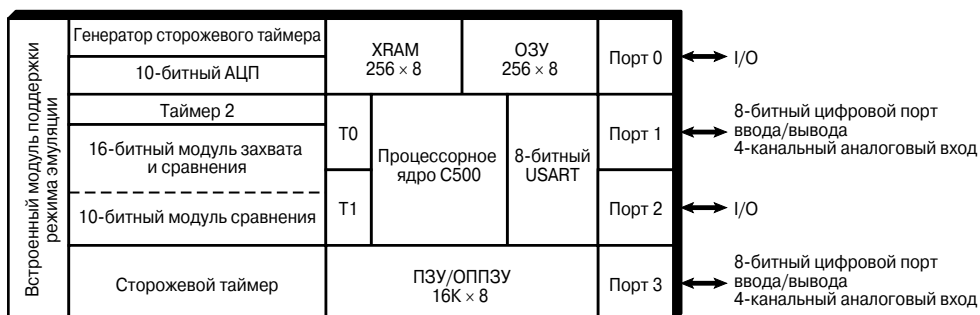 Встроенный модуль поддержки
режима эмуляции
Генератор сторожевого таймера
10-битный АЦП
XRAM
256 × 8
ОЗУ
256 × 8
Порт 0
I/O
Таймер 2
16-битный модуль захвата
и сравнения
10-битный модуль сравнения
T0
T1
Процессорное
ядро C500
8-битный
USART
Порт 1
8-битный цифровой порт
ввода/вывода
4-канальный аналоговый вход
Порт 2
I/O
Сторожевой таймер
ПЗУ/ОППЗУ
16K × 8
Порт 3
8-битный цифровой порт
ввода/вывода
4-канальный аналоговый вход